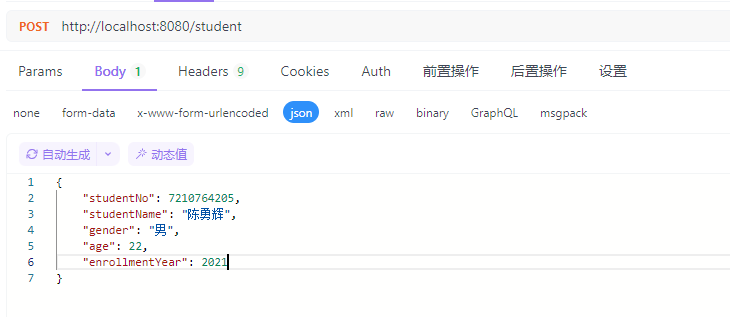 POST http://localhost:8080/student
Params Body 1 Headers 9 Cookies Auth 前置操作 后置操作 设置
none form-data x-www-form-urlencoded json xml raw binary GraphQL msgpack
自动生成 动态值
1 {
2 "studentNo": 7210764205,
3 "studentName": "陈勇辉",
4 "gender": "男",
5 "age": 22,
6 "enrollmentYear": 2021
7 }